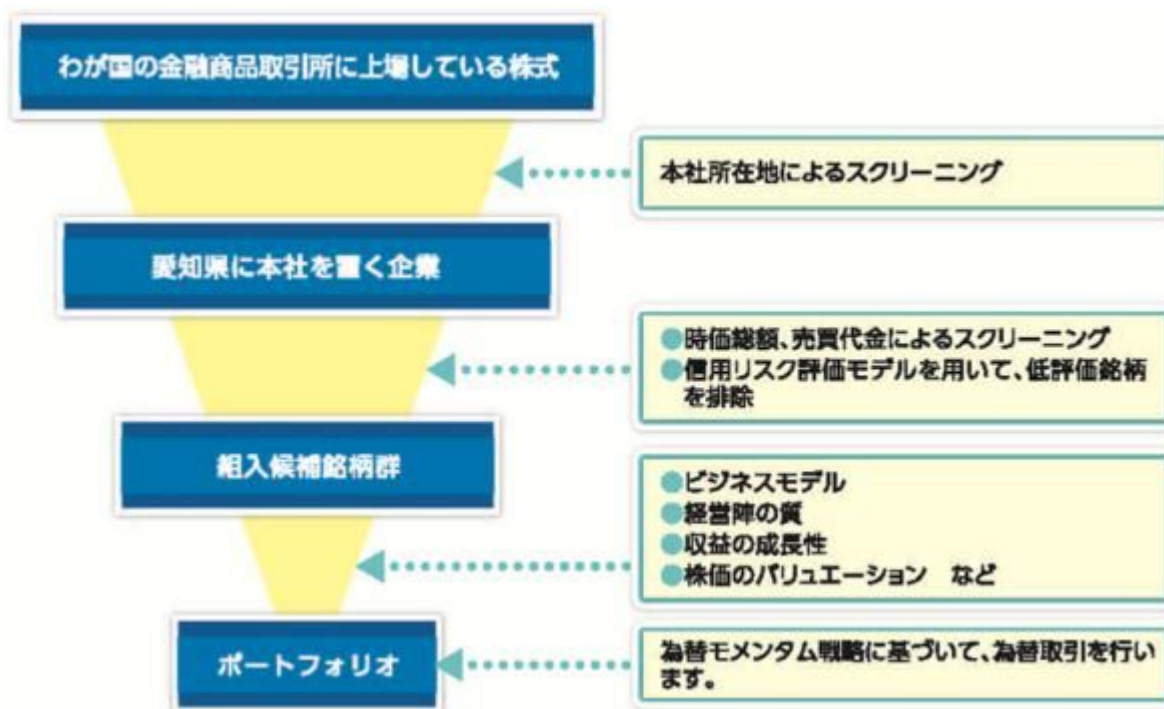 わが国の金融商品取引所に上場している株式
本社所在地によるスクリーニング
愛知県に本社を置く企業
●時価総額、売買代金によるスクリーニング
●信用リスク評価モデルを用いて、低評価銘柄
を排除
組入候補銘柄群
●ビジネスモデル
●経営陣の質
●収益の成長性
●株価のバリュエーション　など
ポートフォリオ
為替モメンタム戦略に基づいて、為替取引を行い
ます。